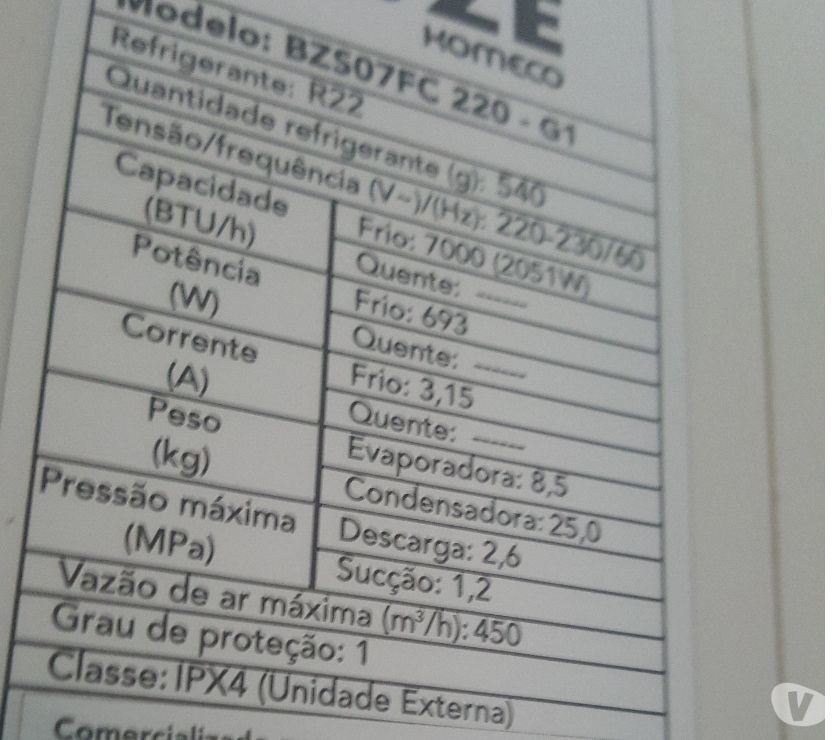 ZE
HOMECO
Modelo: BZS07FC 220 - G1
Refrigerante: R22
Quantidade refrigerante (g): 540
Tensão/frequência (V~)/(Hz): 220-230/60
Capacidade
(BTU/h)
Frio: 7000 (2051W)
Quente: ------
Potência
(W)
Frio: 693
Quente: ------
Corrente
(A)
Frio: 3,15
Quente: ------
Peso
(kg)
Evaporadora: 8,5
Condensadora: 25,0
Pressão máxima
(MPa)
Descarga: 2,6
Sucção: 1,2
Vazão de ar máxima (m³/h): 450
Grau de proteção: 1
Classe: IPX4 (Unidade Externa)
V